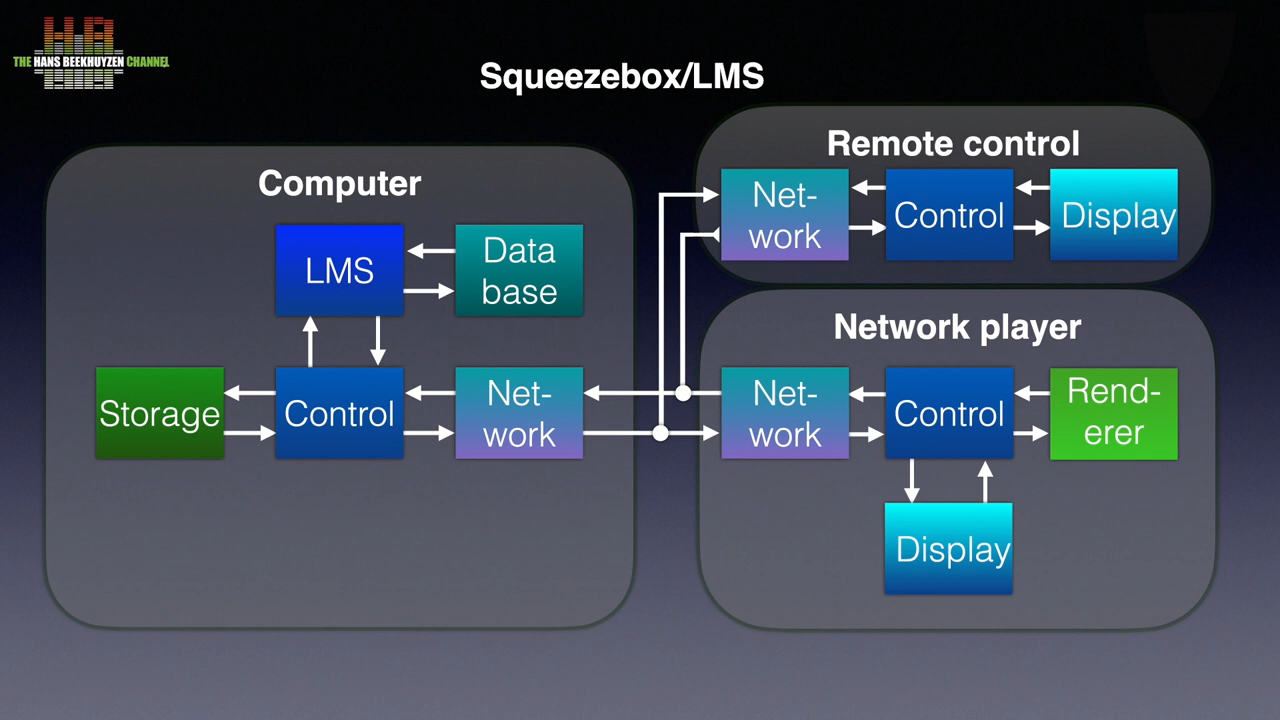 THE HANS BEEKHUYZEN CHANNEL
Squeezebox/LMS
Computer
LMS
Data
base
Storage
Control
Net-
work
Remote control
Net-
work
Control
Display
Network player
Net-
work
Control
Rend-
erer
Display